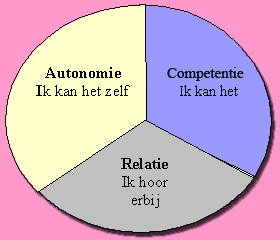 Autonomie
Ik kan het zelf
Competentie
Ik kan het
Relatie
Ik hoor
erbij